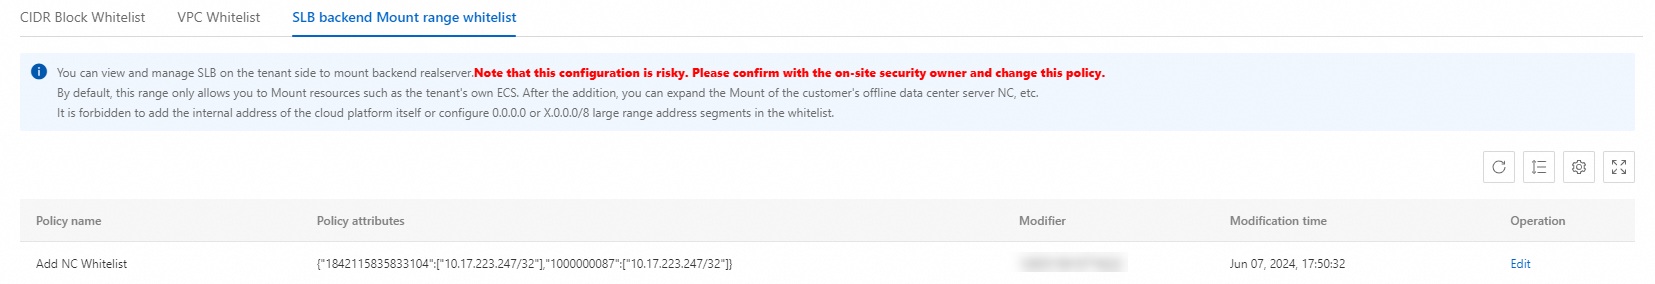 CIDR Block Whitelist VPC Whitelist SLB backend Mount range whitelist
You can view and manage SLB on the tenant side to mount backend realserver.Note that this configuration is risky. Please confirm with the on-site security owner and change this policy.
By default, this range only allows you to Mount resources such as the tenant's own ECS. After the addition, you can expand the Mount of the customer's offline data center server NC, etc.
It is forbidden to add the internal address of the cloud platform itself or configure 0.0.0.0 or X.0.0.0/8 large range address segments in the whitelist.
Policy name Policy attributes Modifier Modification time Operation
Add NC Whitelist {"1842115835833104":["10.17.223.247/32"],"1000000087":["10.17.223.247/32"]} Jun 07, 2024, 17:50:32 Edit